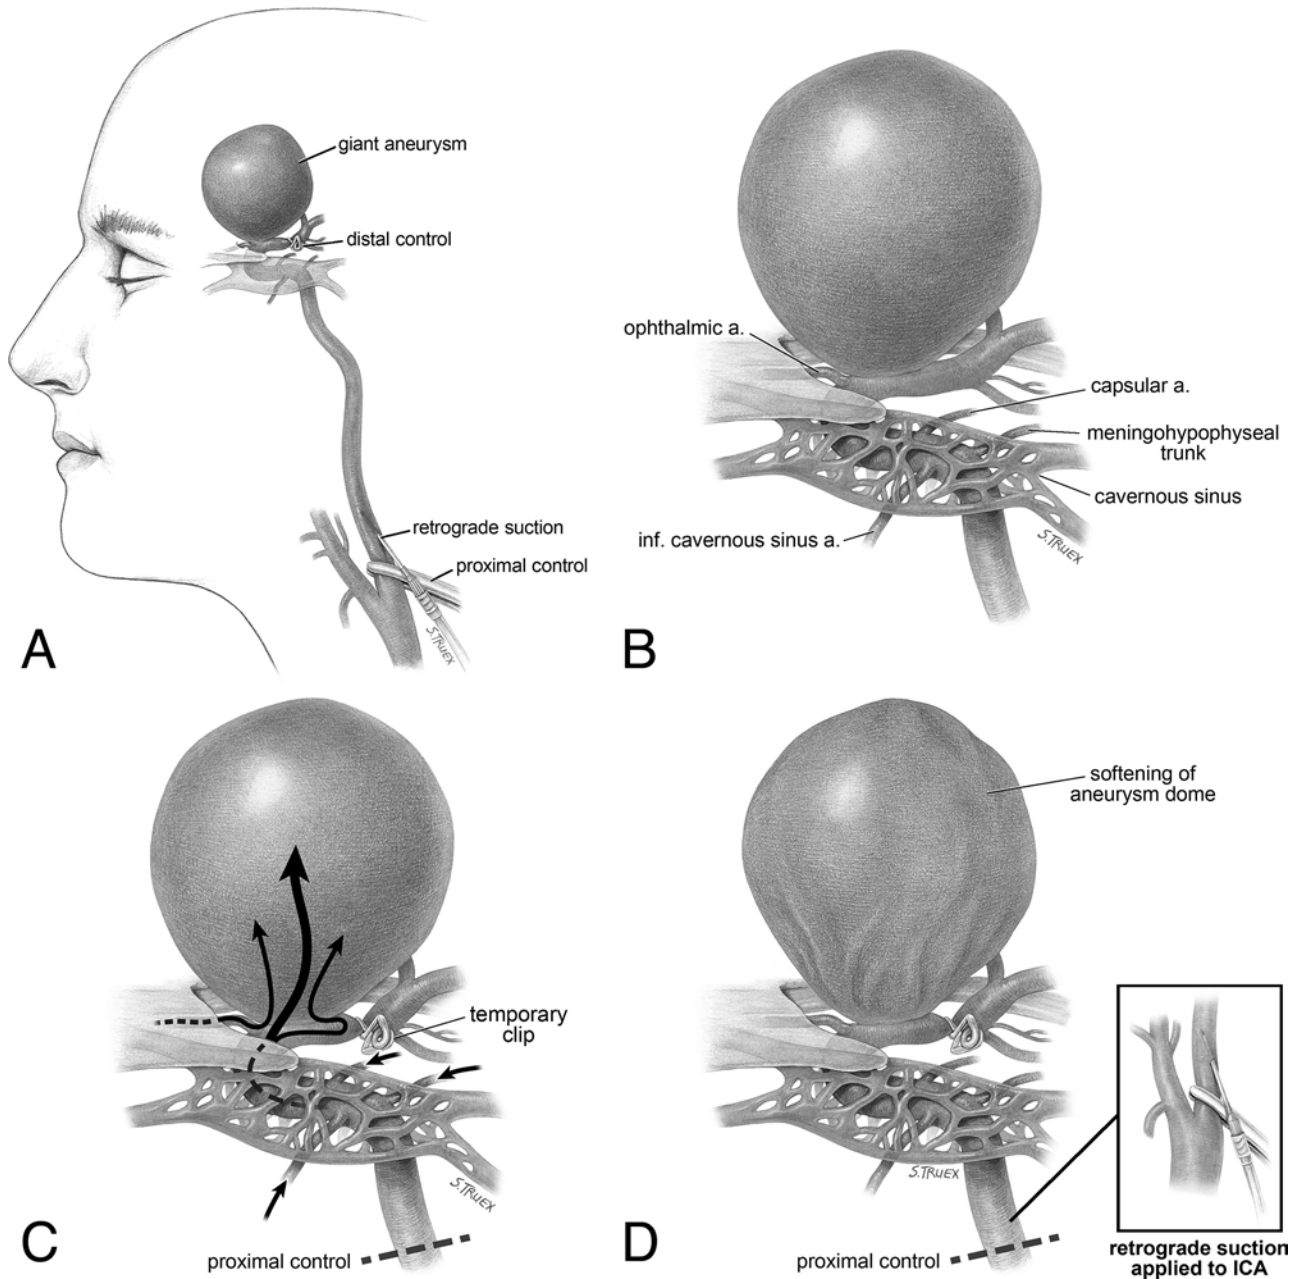 giant aneurysm
distal control
retrograde suction
proximal control
S.TRUEX
A
ophthalmic a.
capsular a.
meningohypophyseal
trunk
cavernous sinus
inf. cavernous sinus a.
S.TRUEX
B
temporary
clip
S.TRUEX
proximal control
C
softening of
aneurysm dome
S.TRUEX
proximal control
retrograde suction
applied to ICA
D